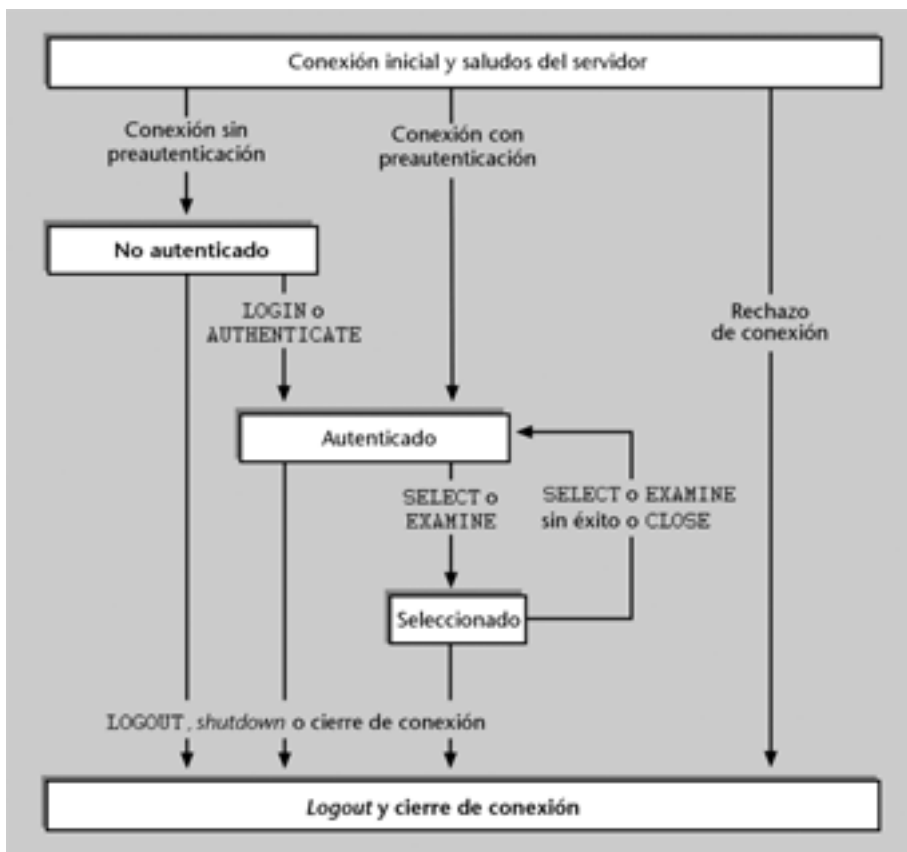 Conexión inicial y saludos del servidor
Conexión sin
preautenticación
Conexión con
preautenticación
No autenticado
LOGIN o
AUTHENTICATE
Rechazo
de conexión
Autenticado
SELECT o
EXAMINE
SELECT o EXAMINE
sin éxito o CLOSE
Seleccionado
LOGOUT, shutdown o cierre de conexión
Logout y cierre de conexión